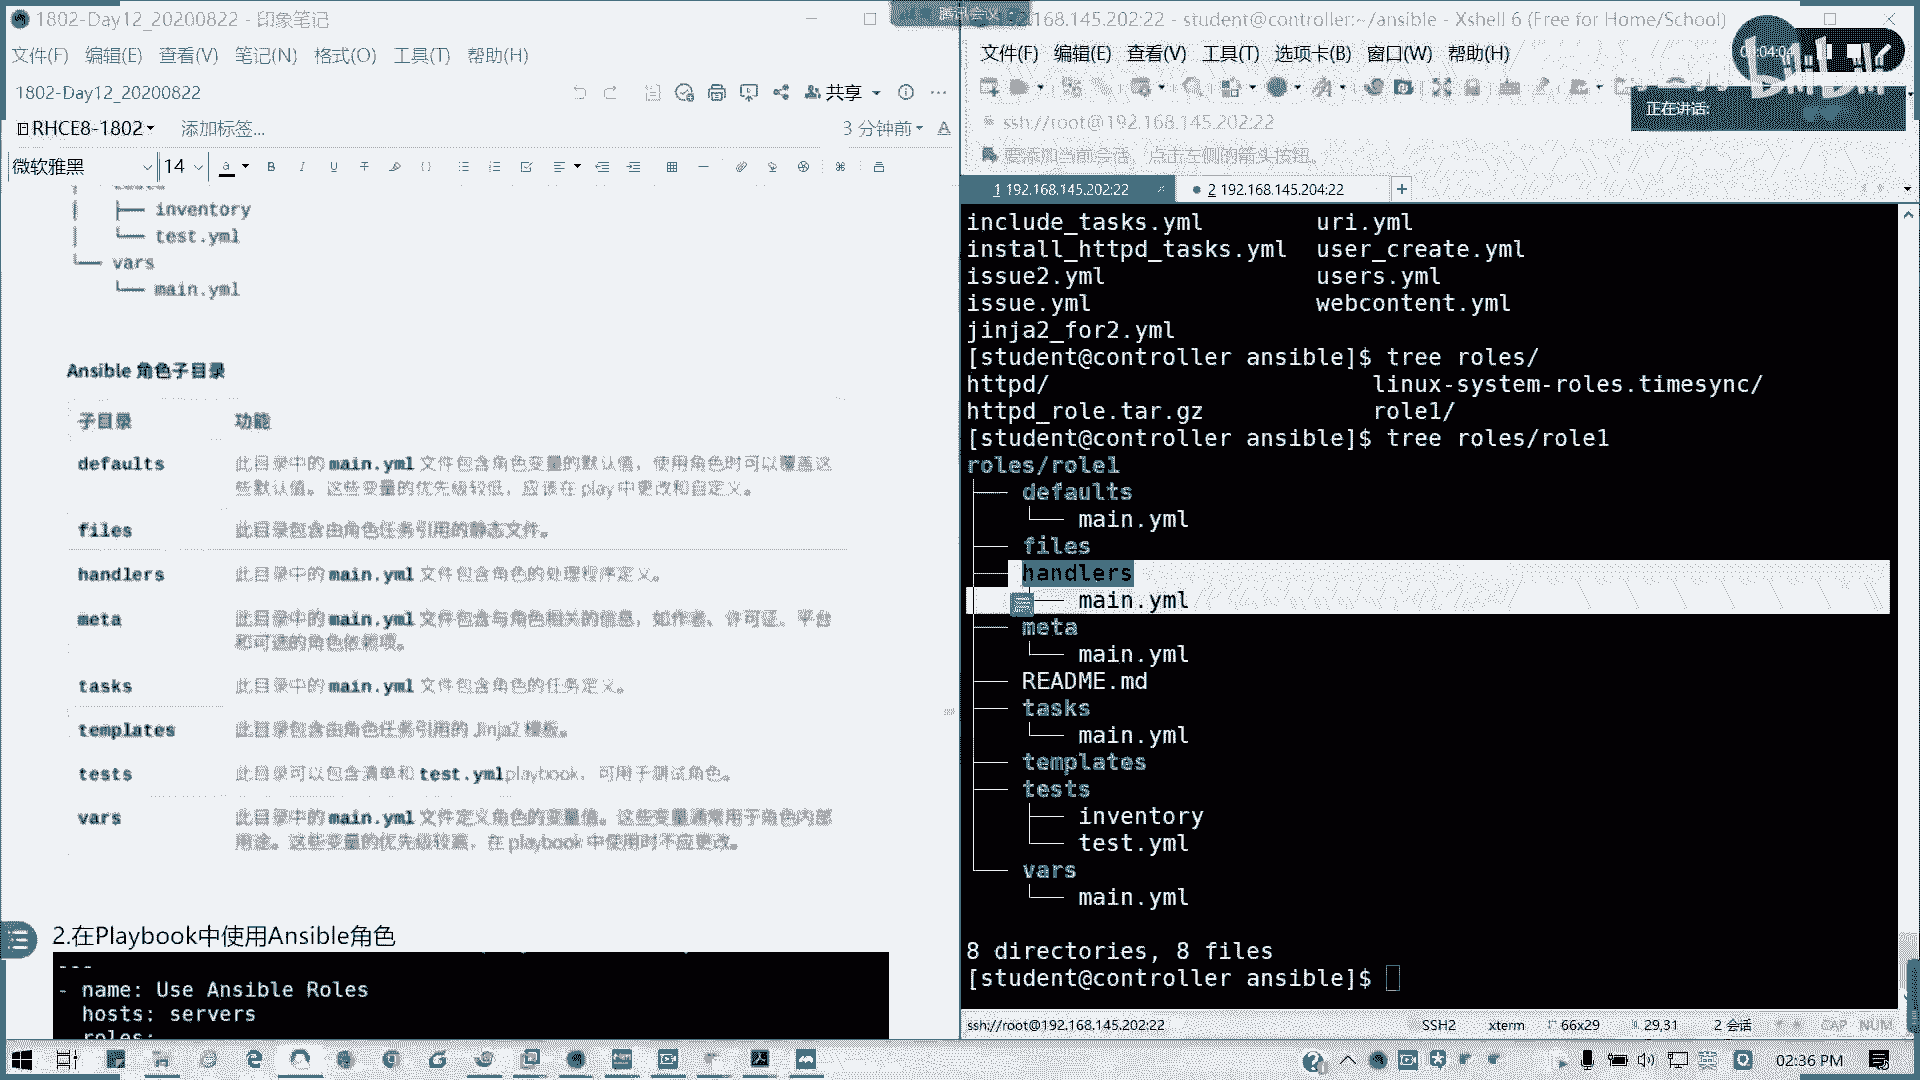 1802-Day12_20200822 - 印象笔记
文件(F) 编辑(E) 查看(V) 笔记(N) 格式(O) 工具(T) 帮助(H)
1802-Day12_20200822
共享
RHCE8-1802
添加标签...
3 分钟前
微软雅黑
14
├── inventory
└── test.yml
└── vars
└── main.yml
Ansible 角色子目录
子目录 功能
defaults 此目录中的 main.yml 文件包含角色变量的默认值，使用角色时可以覆盖这
些默认值。这些变量的优先级较低，应该在 play 中更改和自定义。
files 此目录包含由角色任务引用的静态文件。
handlers 此目录中的 main.yml 文件包含角色的处理程序定义。
meta 此目录中的 main.yml 文件包含与角色相关的信息，如作者、许可证、平台
和可选的角色依赖项。
tasks 此目录中的 main.yml 文件包含角色的任务定义。
templates 此目录包含由角色任务引用的 Jinja2 模板。
tests 此目录可以包含清单和 test.yml playbook，可用于测试角色。
vars 此目录中的 main.yml 文件定义角色的变量值。这些变量通常用于角色内部
用途。这些变量的优先级较高，在 playbook 中使用时不应更改。
2.在Playbook中使用Ansible角色
---
- name: Use Ansible Roles
hosts: servers
roles:
腾讯会议
192.168.145.202:22 - student@controller:~/ansible - Xshell 6 (Free for Home/School)
文件(F) 编辑(E) 查看(V) 工具(T) 选项卡(B) 窗口(W) 帮助(H)
正在讲话:
ssh://root@192.168.145.202:22
要添加当前会话，点击左侧的箭头按钮。
1 192.168.145.202:22
2 192.168.145.204:22
include_tasks.yml uri.yml
install_httpd_tasks.yml user_create.yml
issue2.yml users.yml
issue.yml webcontent.yml
jinja2_for2.yml
[student@controller ansible]$ tree roles/
httpd/ linux-system-roles.timesync/
httpd_role.tar.gz role1/
[student@controller ansible]$ tree roles/role1
roles/role1
├── defaults
│   └── main.yml
├── files
├── handlers
│   └── main.yml
├── meta
│   └── main.yml
├── README.md
├── tasks
│   └── main.yml
├── templates
├── tests
│   ├── inventory
│   └── test.yml
└── vars
    └── main.yml
8 directories, 8 files
[student@controller ansible]$
ssh://root@192.168.145.202:22 SSH2 xterm 66x29 29,31 2 会话 CAP NUM
英
02:36 PM